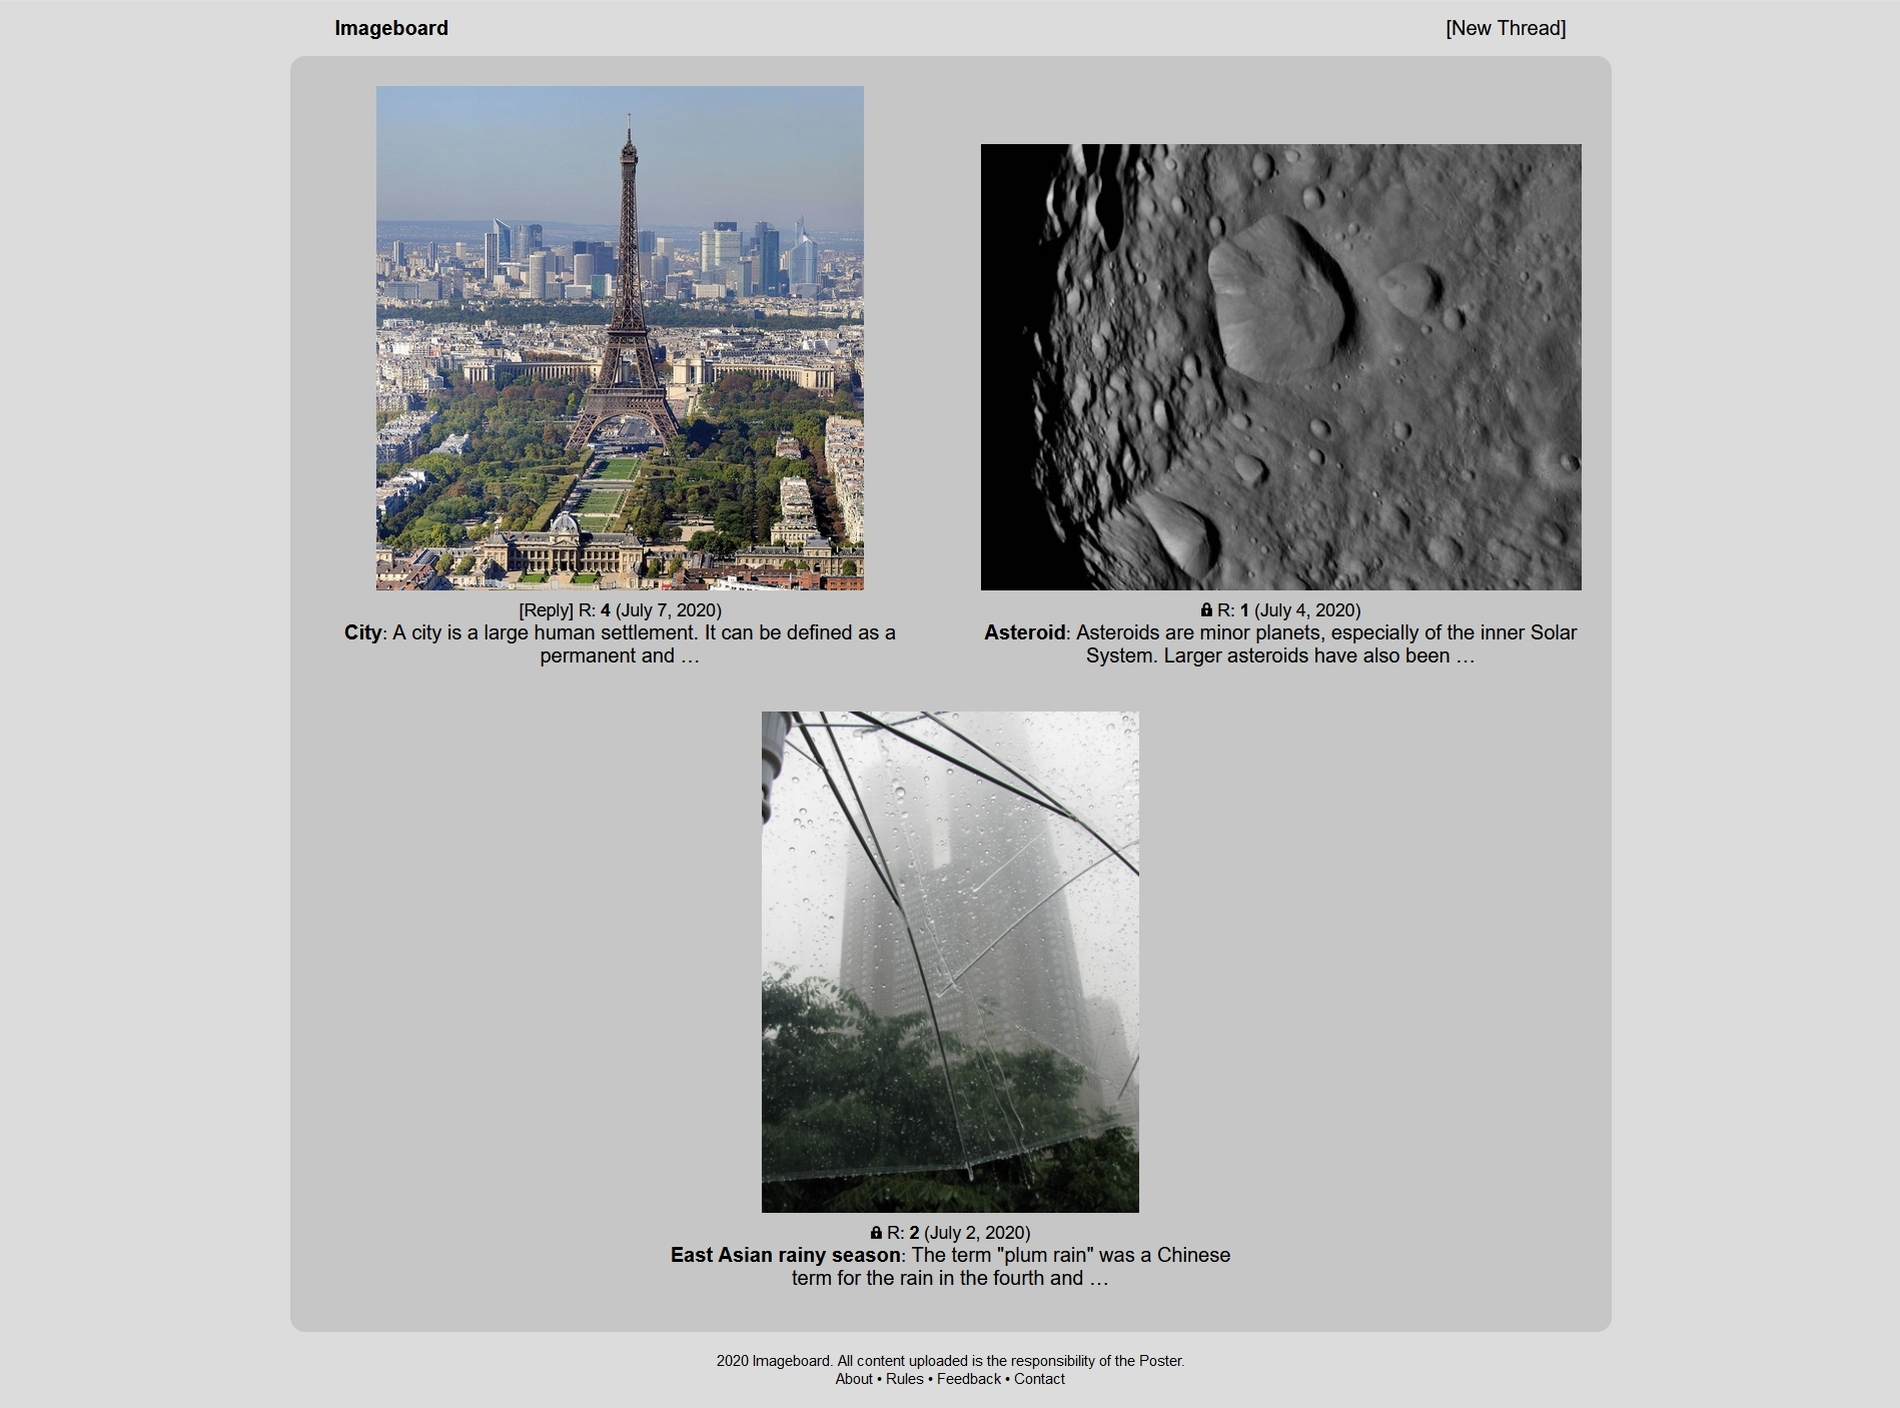 Imageboard
[New Thread]
[Reply] R: 4 (July 7, 2020)
City: A city is a large human settlement. It can be defined as a
permanent and …
R: 1 (July 4, 2020)
Asteroid: Asteroids are minor planets, especially of the inner Solar
System. Larger asteroids have also been …
R: 2 (July 2, 2020)
East Asian rainy season: The term "plum rain" was a Chinese
term for the rain in the fourth and …
2020 Imageboard. All content uploaded is the responsibility of the Poster.
About • Rules • Feedback • Contact